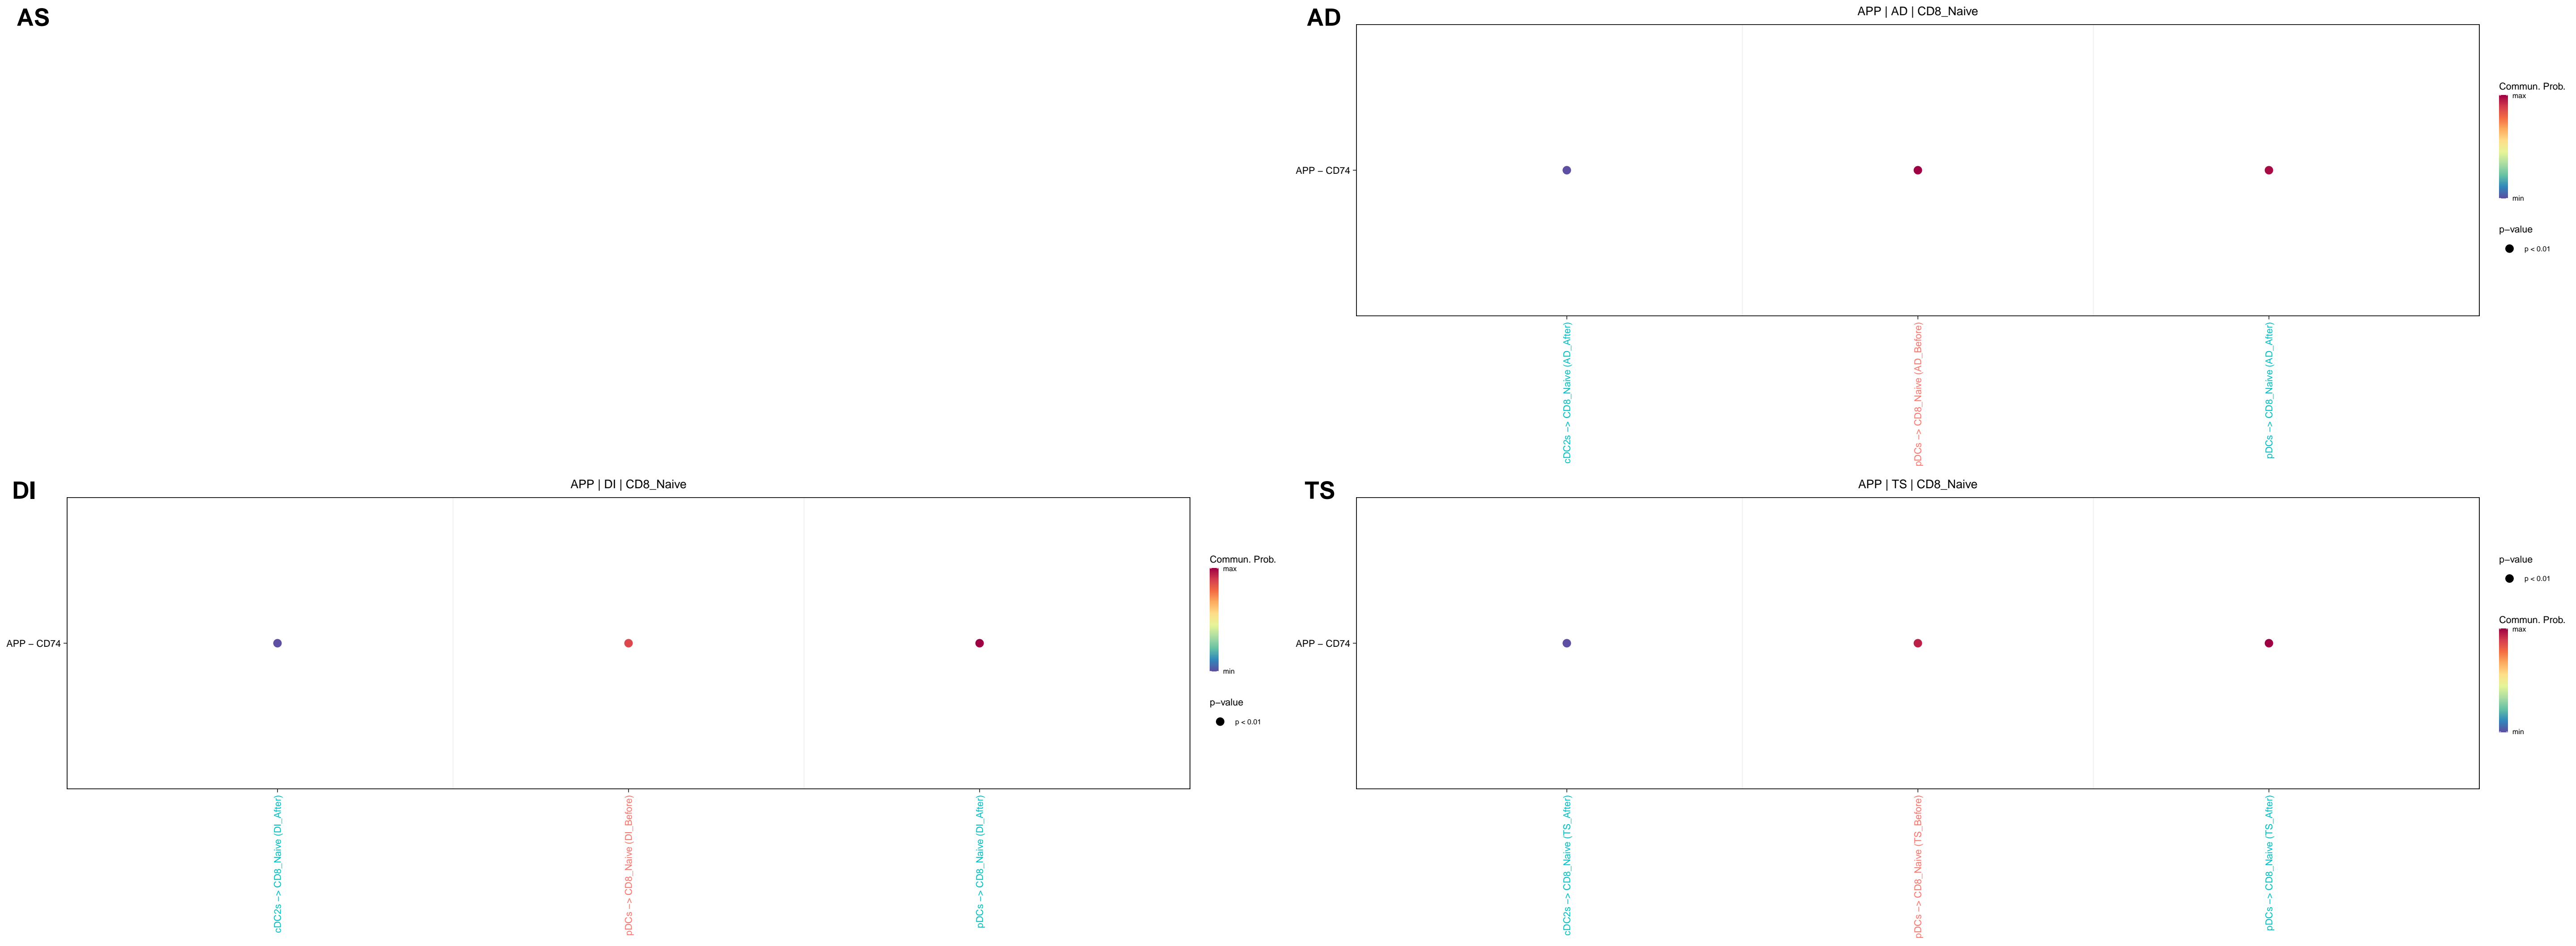 AS
AD
APP | AD | CD8_Naive
APP – CD74
cDC2s –> CD8_Naive (AD_After)
pDCs –> CD8_Naive (AD_Before)
pDCs –> CD8_Naive (AD_After)
Commun. Prob.
max
min
p–value
p < 0.01
DI
APP | DI | CD8_Naive
APP – CD74
cDC2s –> CD8_Naive (DI_After)
pDCs –> CD8_Naive (DI_Before)
pDCs –> CD8_Naive (DI_After)
Commun. Prob.
max
min
p–value
p < 0.01
TS
APP | TS | CD8_Naive
APP – CD74
cDC2s –> CD8_Naive (TS_After)
pDCs –> CD8_Naive (TS_Before)
pDCs –> CD8_Naive (TS_After)
p–value
p < 0.01
Commun. Prob.
max
min